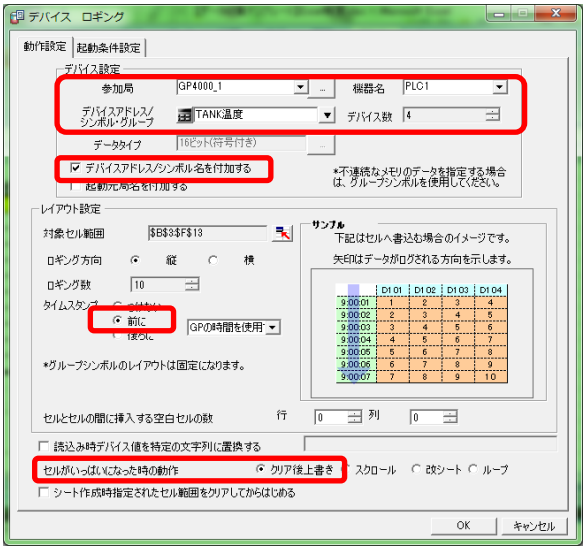 デバイス ロギング
動作設定 起動条件設定
デバイス設定
参加局 GP4000_1 ... 機器名 PLC1
デバイスアドレス/
シンボル・グループ TANK温度 デバイス数 4
データタイプ 16ビット(符号付き) ...
デバイスアドレス/シンボル名を付加する
起動元局名を付加する
*不連続なメモリのデータを指定する場合
は、グループシンボルを使用してください。
レイアウト設定
対象セル範囲 $B$3:$F$13
ロギング方向 縦 横
ロギング数 10
タイムスタンプ つけない
前に GPの時間を使用
後ろに
*グループシンボルのレイアウトは固定になります。
サンプル
下記はセルへ書込む場合のイメージです。
矢印はデータがログされる方向を示します。
D101 D102 D103 D104
9:00:01 1 2 3 4
9:00:02 2 3 4 5
9:00:03 3 4 5 6
9:00:04 4 5 6 7
9:00:05 5 6 7 8
9:00:06 6 7 8 9
9:00:07 7 8 9 10
セルとセルの間に挿入する空白セルの数 行 0 列 0
読込み時デバイス値を特定の文字列に置換する
セルがいっぱいになった時の動作 クリア後上書き スクロール 改シート ループ
シート作成時指定されたセル範囲をクリアしてからはじめる
OK キャンセル